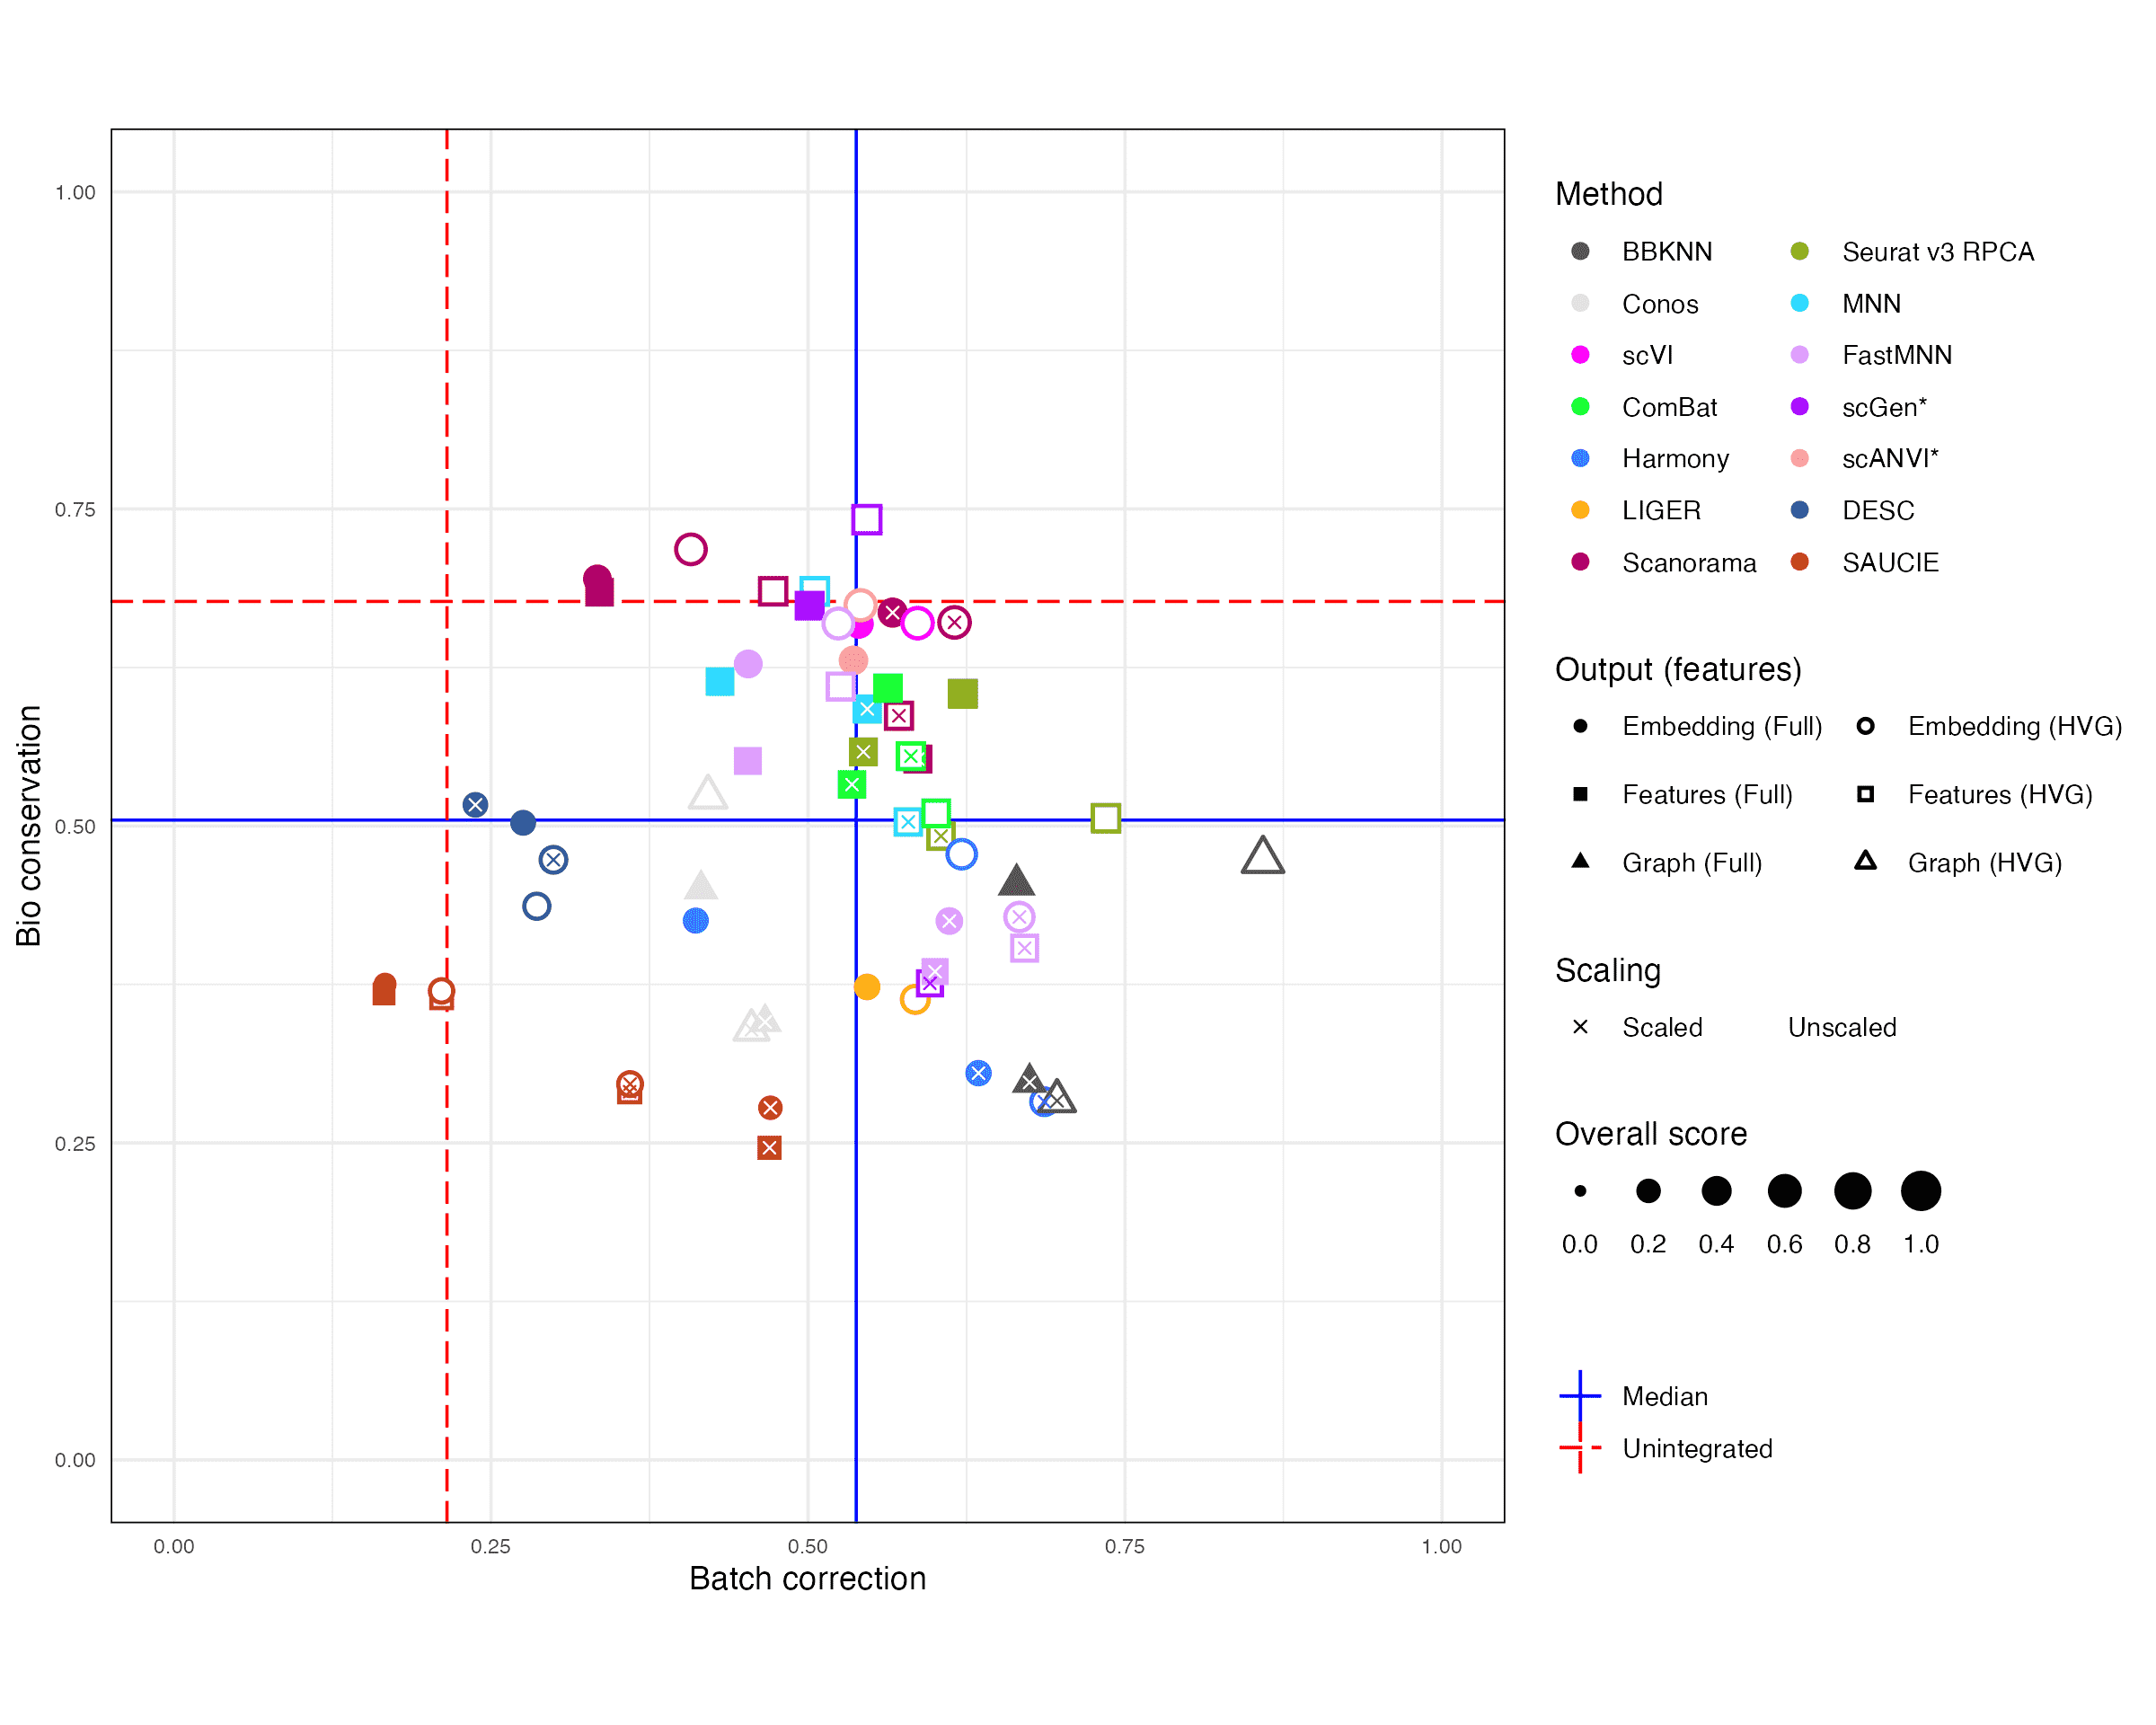 1.00
0.75
0.50
0.25
0.00
Bio conservation
0.00 0.25 0.50 0.75 1.00
Batch correction
Method
BBKNN Seurat v3 RPCA
Conos MNN
scVI FastMNN
ComBat scGen*
Harmony scANVI*
LIGER DESC
Scanorama SAUCIE
Output (features)
Embedding (Full) Embedding (HVG)
Features (Full) Features (HVG)
Graph (Full) Graph (HVG)
Scaling
Scaled Unscaled
Overall score
0.0 0.2 0.4 0.6 0.8 1.0
Median
Unintegrated